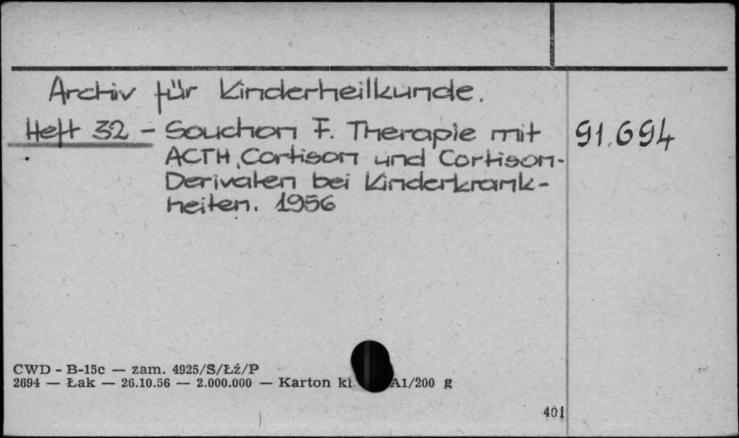 Archiv für Kinderheilkunde.
Heft 32 - Souchon F. Therapie mit 91.694
ACTH, Cortison und Cortison-
Derivaten bei Kinderkrank-
heiten. 1956
CWD - B-15c — zam. 4925/S/Łź/P
2694 — Łak — 26.10.56 — 2.000.000 — Karton kl A1/200 g
401